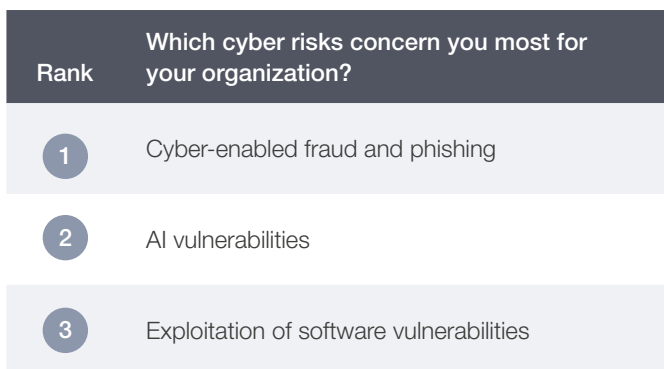 Rank
Which cyber risks concern you most for
your organization?
1
Cyber-enabled fraud and phishing
2
AI vulnerabilities
3
Exploitation of software vulnerabilities